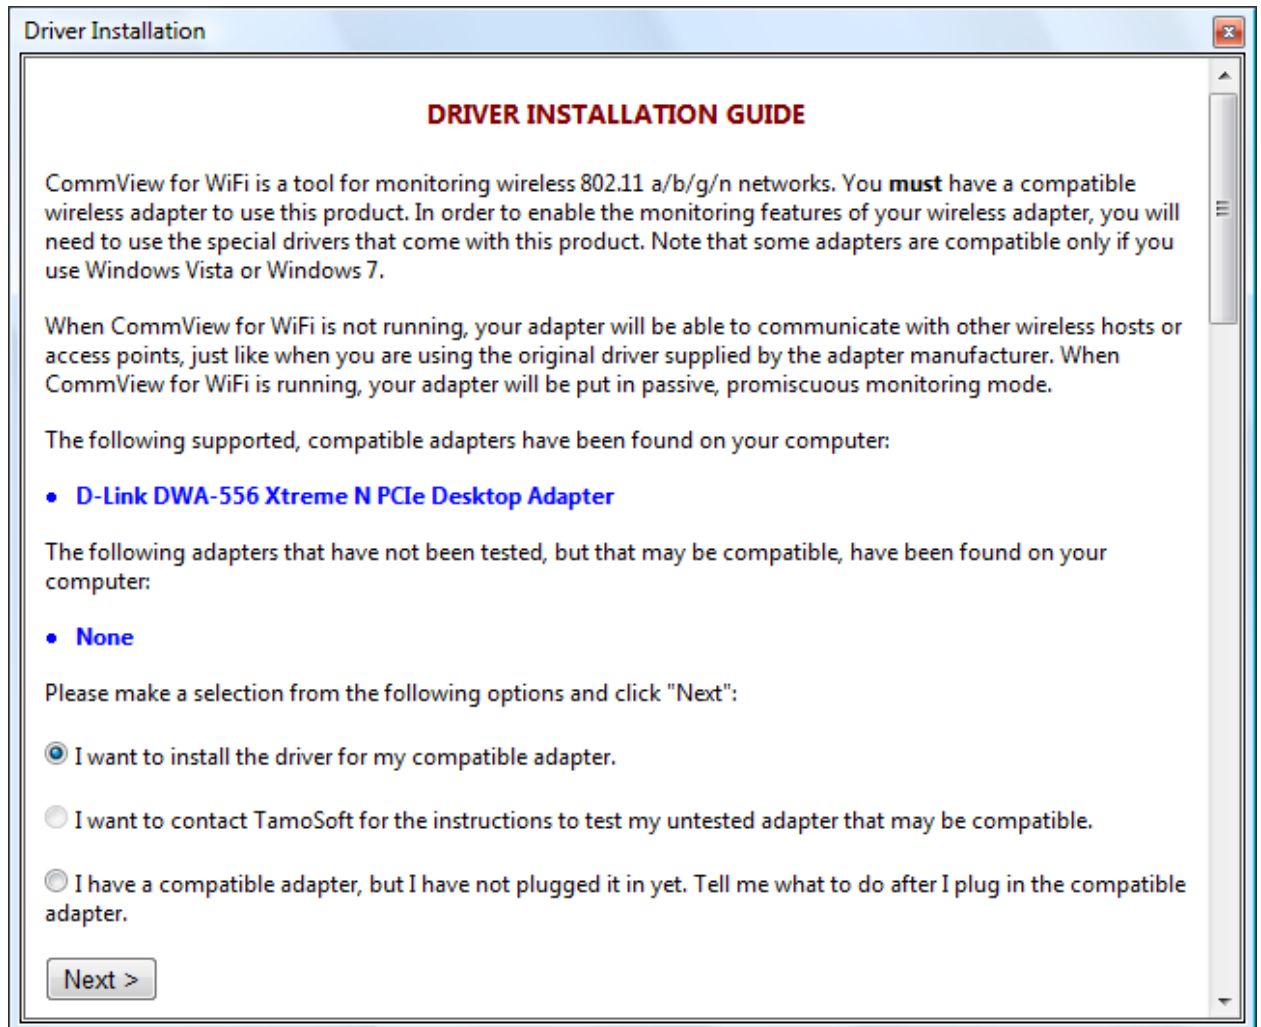 Driver Installation
DRIVER INSTALLATION GUIDE
CommView for WiFi is a tool for monitoring wireless 802.11 a/b/g/n networks. You must have a compatible
wireless adapter to use this product. In order to enable the monitoring features of your wireless adapter, you will
need to use the special drivers that come with this product. Note that some adapters are compatible only if you
use Windows Vista or Windows 7.
When CommView for WiFi is not running, your adapter will be able to communicate with other wireless hosts or
access points, just like when you are using the original driver supplied by the adapter manufacturer. When
CommView for WiFi is running, your adapter will be put in passive, promiscuous monitoring mode.
The following supported, compatible adapters have been found on your computer:
• D-Link DWA-556 Xtreme N PCIe Desktop Adapter
The following adapters that have not been tested, but that may be compatible, have been found on your
computer:
• None
Please make a selection from the following options and click "Next":
I want to install the driver for my compatible adapter.
I want to contact TamoSoft for the instructions to test my untested adapter that may be compatible.
I have a compatible adapter, but I have not plugged it in yet. Tell me what to do after I plug in the compatible
adapter.
Next >